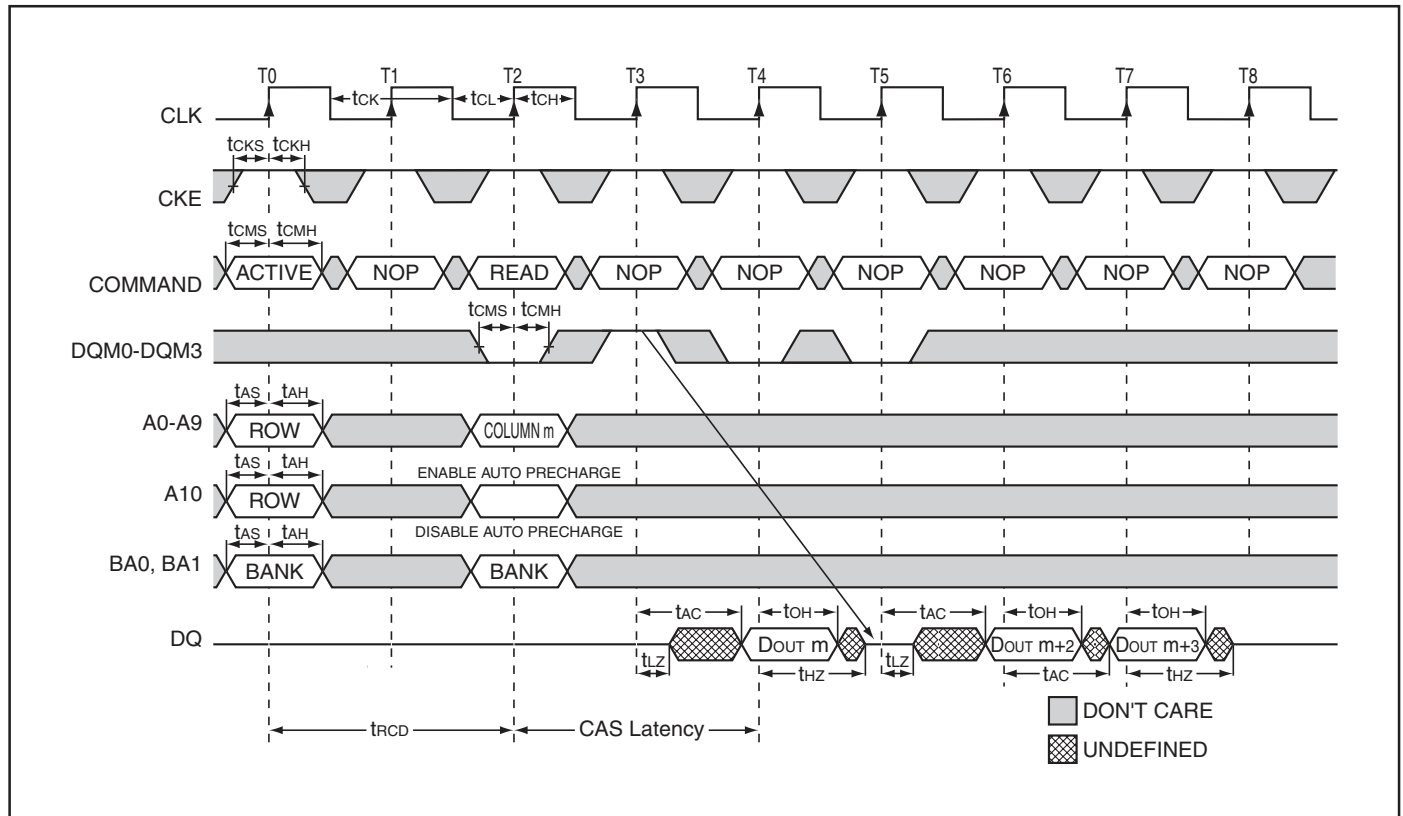 T0 T1 T2 T3 T4 T5 T6 T7 T8
tCK tCL tCH
CLK
tCKS tCKH
CKE
tCMS tCMH
COMMAND ACTIVE NOP READ NOP NOP NOP NOP NOP NOP
tCMS tCMH
DQM0-DQM3
tAS tAH
A0-A9 ROW COLUMN m
tAS tAH ENABLE AUTO PRECHARGE
A10 ROW
tAS tAH DISABLE AUTO PRECHARGE
BA0, BA1 BANK BANK
tAC tOH tAC tOH tOH
DQ DOUT m DOUT m+2 DOUT m+3
tLZ tHZ tLZ tAC tHZ
DON'T CARE
tRCD CAS Latency
UNDEFINED